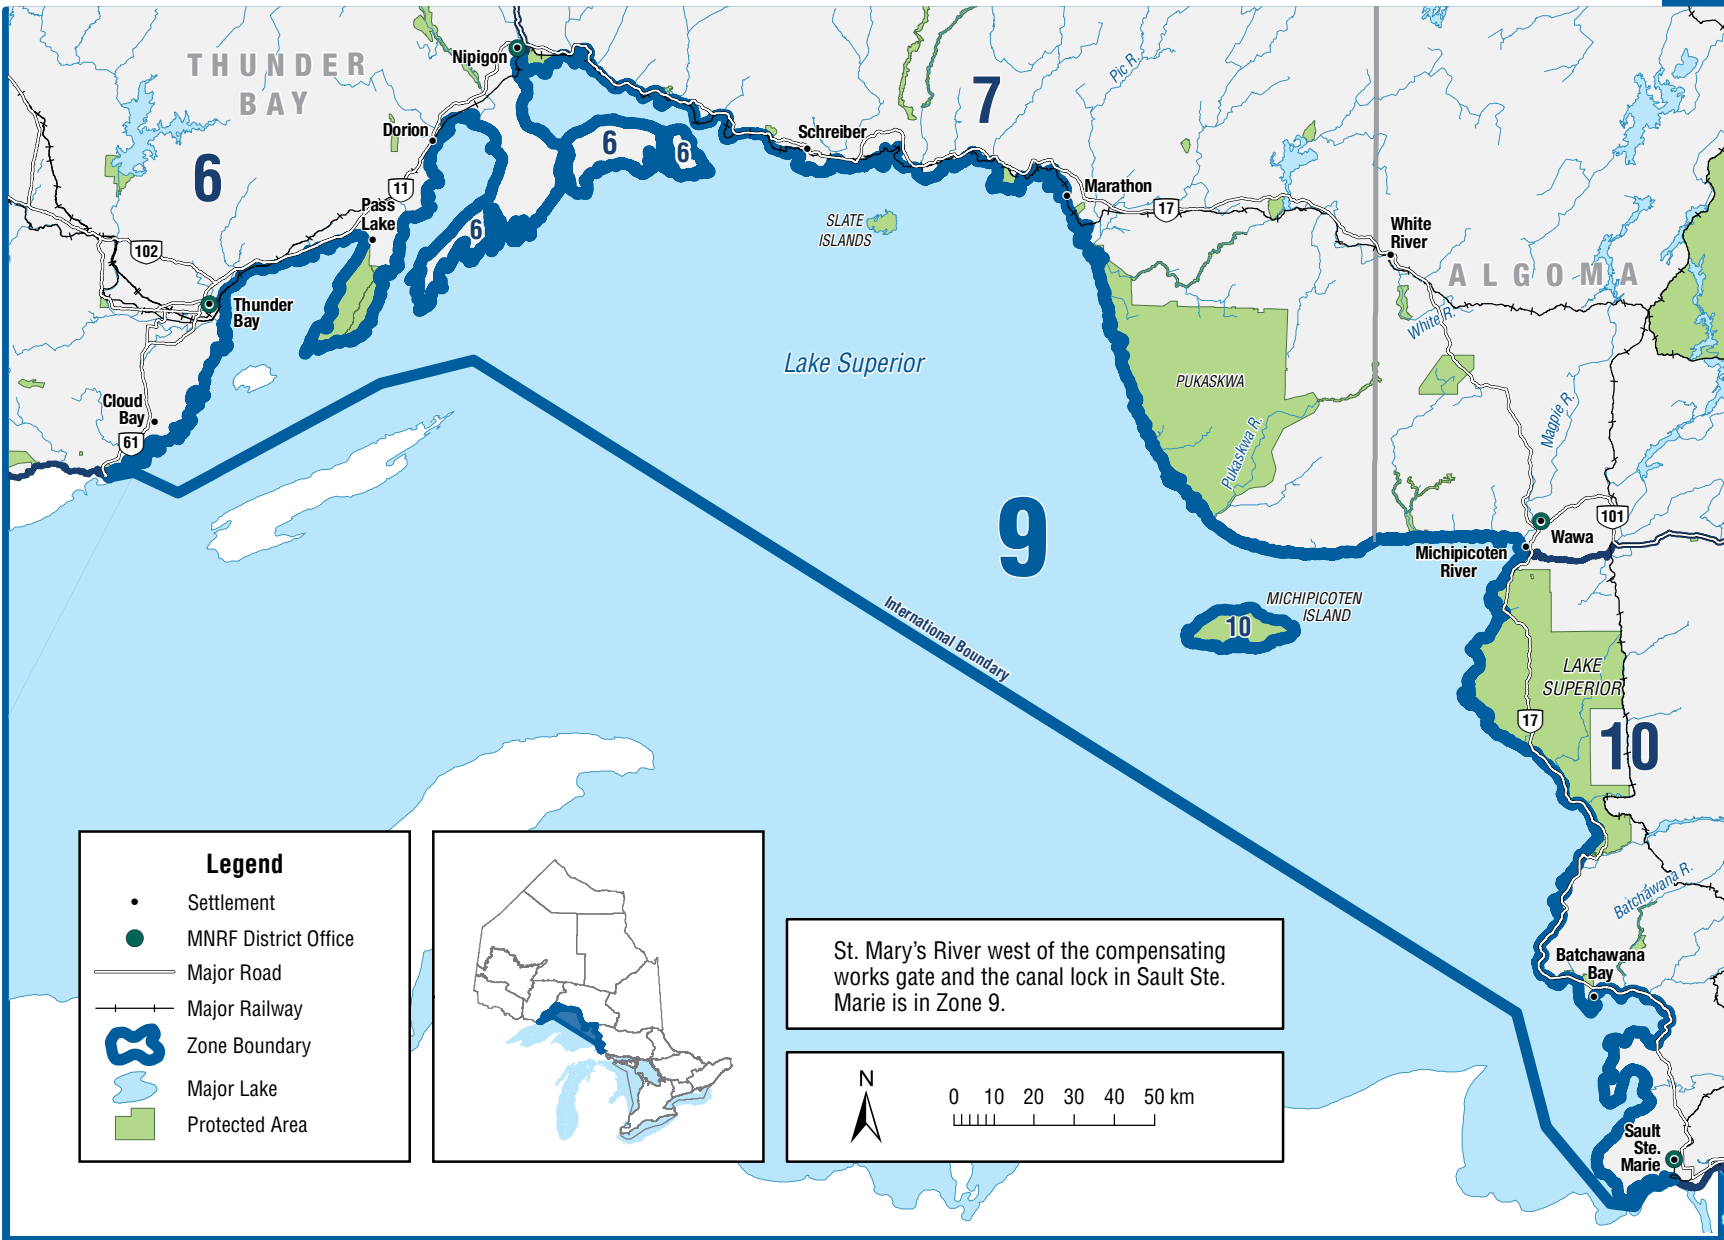 THUNDER
BAY
Nipigon
7
Pic R.
Dorion
Schreiber
6
6
6
11
Marathon
Pass
Lake
17
SLATE
ISLANDS
6
White
River
102
ALGOMA
Thunder
Bay
White R.
Lake Superior
PUKASKWA
Cloud
Bay
61
Pukaskwa R.
Magpie R.
9
101
Wawa
Michipicoten
River
International Boundary
MICHIPICOTEN
ISLAND
10
LAKE
SUPERIOR
17
10
Batchawana R.
Batchawana
Bay
Sault
Ste.
Marie
Legend
Settlement
MNRF District Office
Major Road
Major Railway
Zone Boundary
Major Lake
Protected Area
St. Mary's River west of the compensating
works gate and the canal lock in Sault Ste.
Marie is in Zone 9.
N
0 10 20 30 40 50 km